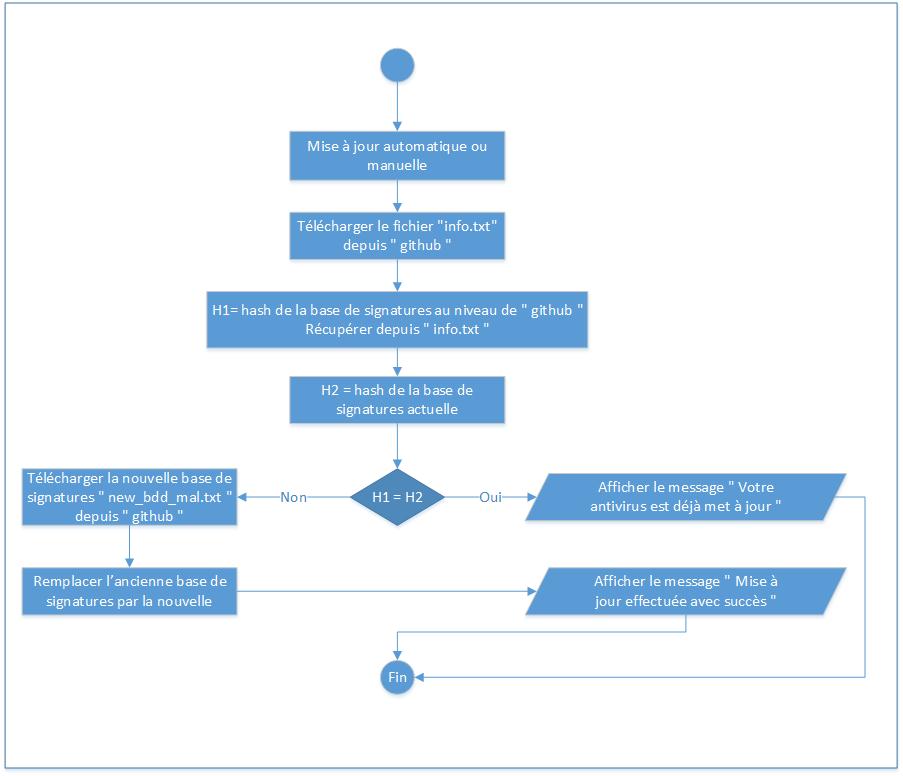 Mise à jour automatique ou
manuelle
Télécharger le fichier "info.txt"
depuis " github "
H1= hash de la base de signatures au niveau de " github "
Récupérer depuis " info.txt "
H2 = hash de la base de
signatures actuelle
H1 = H2
Non
Oui
Télécharger la nouvelle base de
signatures " new_bdd_mal.txt "
depuis " github "
Afficher le message " Votre
antivirus est déjà met à jour "
Remplacer l’ancienne base de
signatures par la nouvelle
Afficher le message " Mise à
jour effectuée avec succès "
Fin